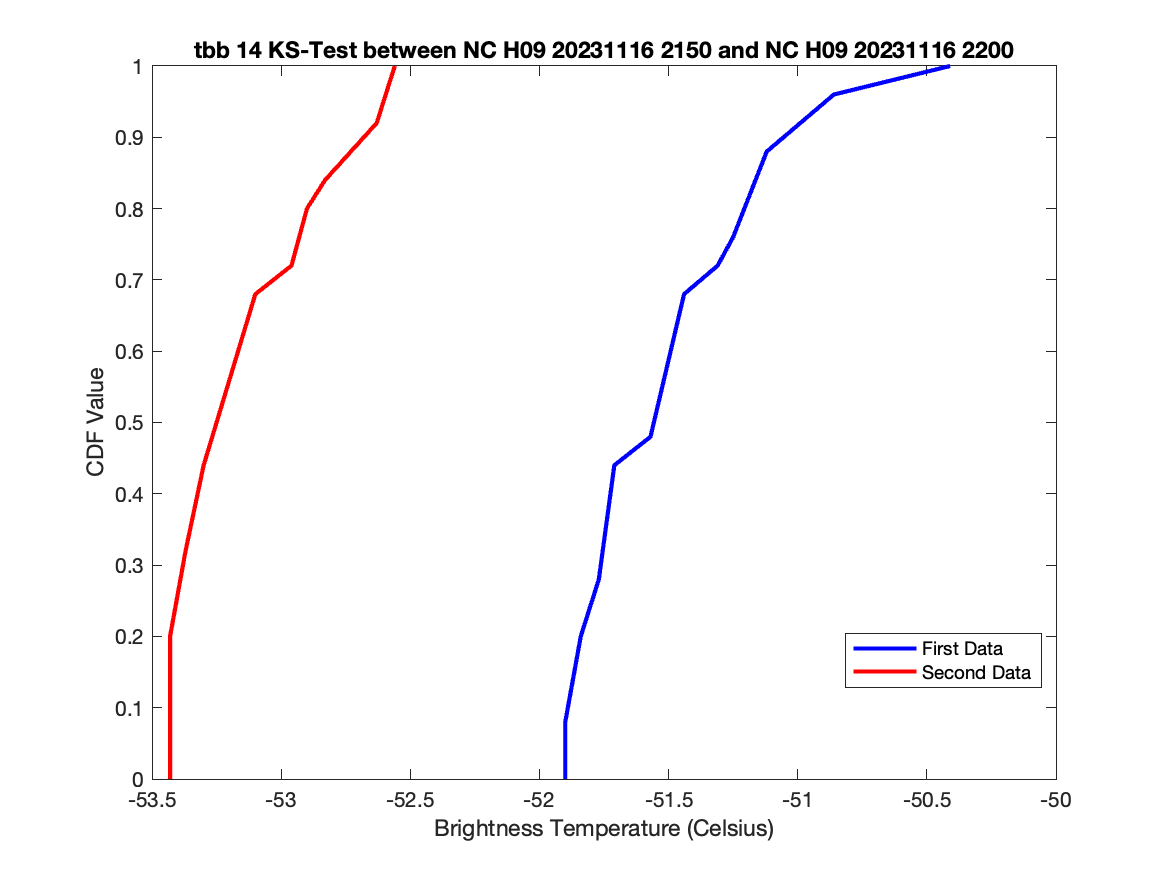 tbb 14 KS-Test between NC H09 20231116 2150 and NC H09 20231116 2200
1
0.9
0.8
0.7
0.6
0.5
0.4
0.3
0.2
0.1
0
CDF Value
First Data
Second Data
-53.5 -53 -52.5 -52 -51.5 -51 -50.5 -50
Brightness Temperature (Celsius)